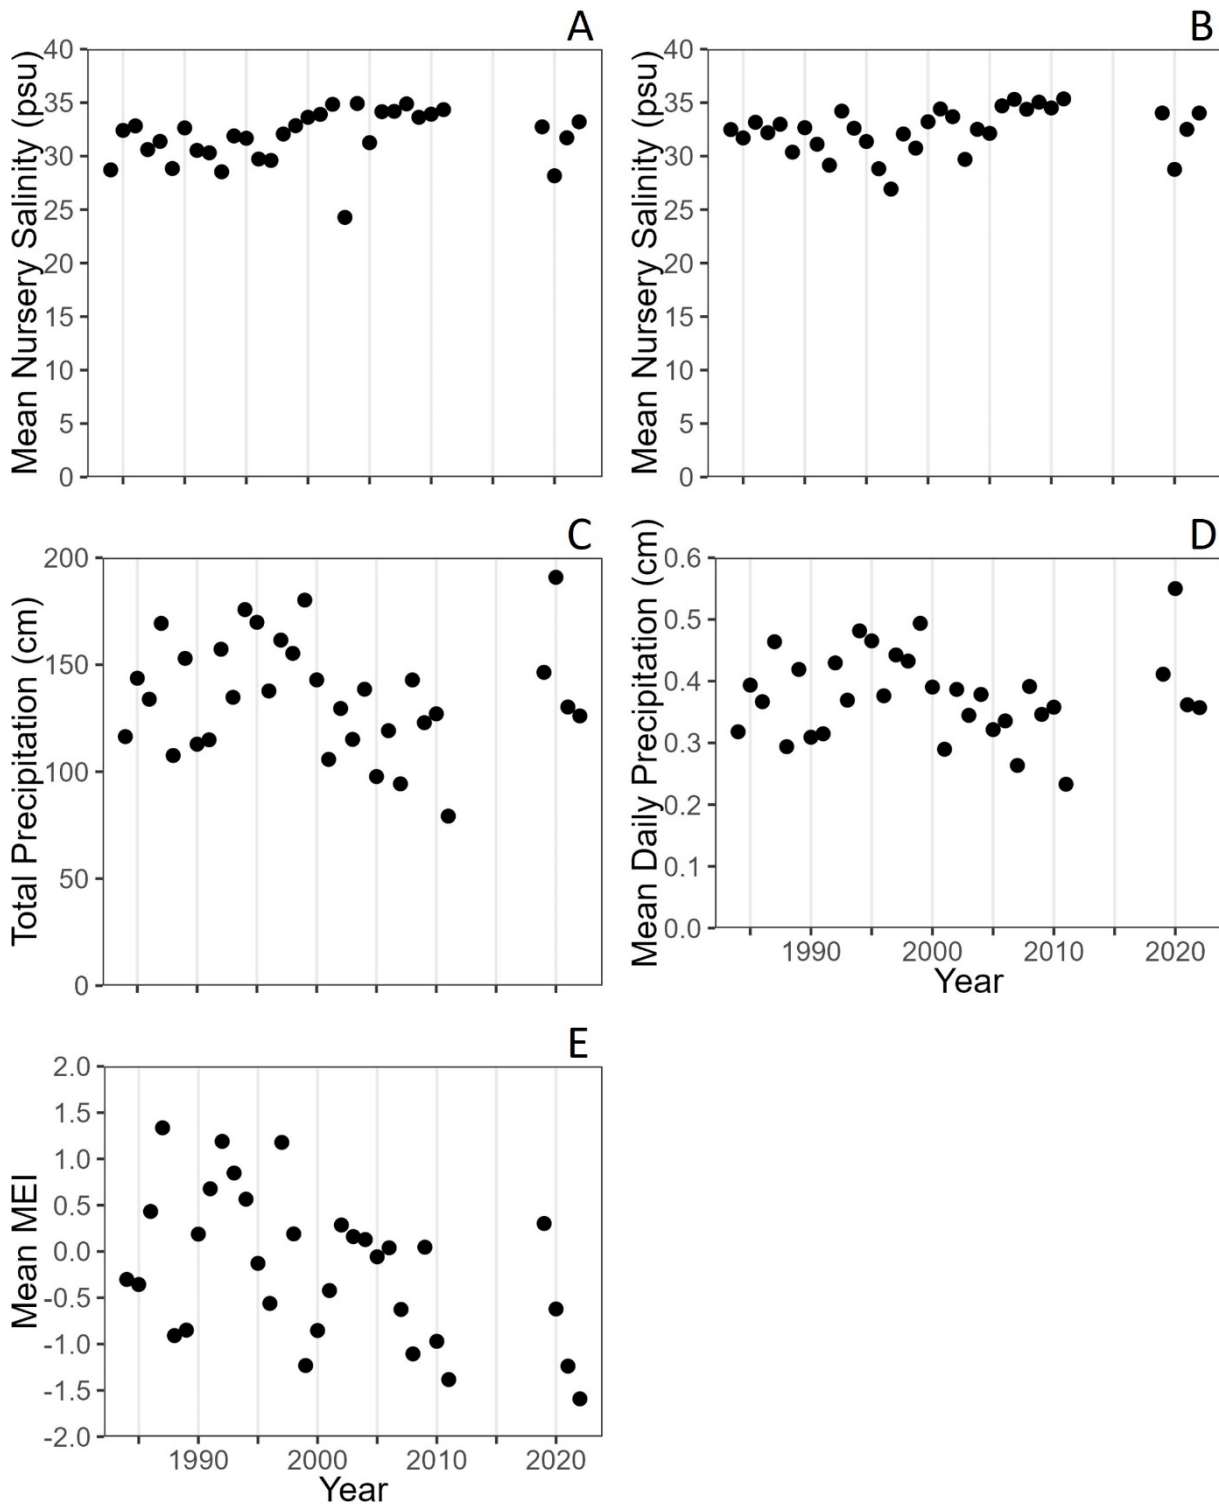 A
Mean Nursery Salinity (psu)
40
35
30
25
20
15
10
5
0
B
Mean Nursery Salinity (psu)
40
35
30
25
20
15
10
5
0
C
Total Precipitation (cm)
200
150
100
50
0
D
Mean Daily Precipitation (cm)
0.6
0.5
0.4
0.3
0.2
0.1
0.0
1990 2000 2010 2020
Year
E
Mean MEI
2.0
1.5
1.0
0.5
0.0
-0.5
-1.0
-1.5
-2.0
1990 2000 2010 2020
Year